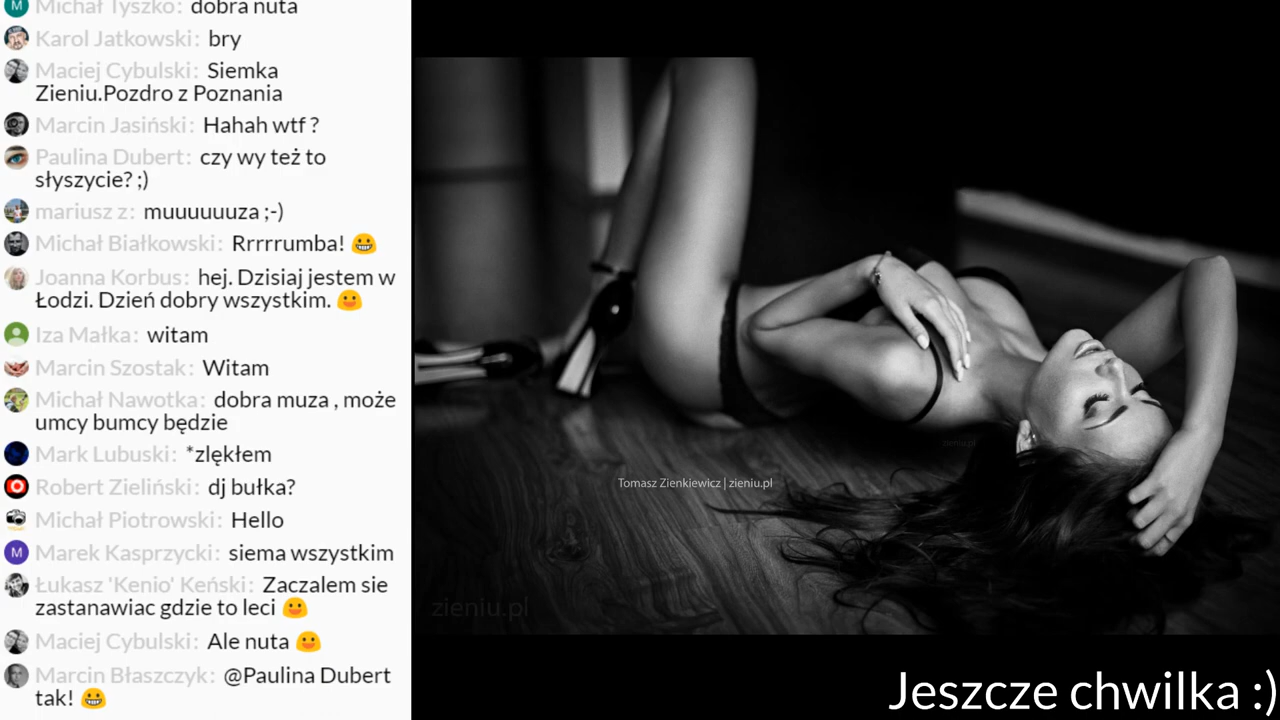 Michał Tyszko: dobra nuta
Karol Jatkowski: bry
Maciej Cybulski: Siemka
Zieniu.Pozdro z Poznania
Marcin Jasiński: Hahah wtf ?
Paulina Dubert: czy wy też to
słyszycie? ;)
mariusz z: muuuuuuza ;-)
Michał Białkowski: Rrrrrumba! 😀
Joanna Korbus: hej. Dzisiaj jestem w
Łodzi. Dzień dobry wszystkim. 😃
Iza Małka: witam
Marcin Szostak: Witam
Michał Nawotka: dobra muza , może
umcy bumcy będzie
Mark Lubuski: *zlękłem
Robert Zieliński: dj bułka?
Michał Piotrowski: Hello
M Marek Kasprzycki: siema wszystkim
Łukasz 'Kenio' Keński: Zaczalem sie
zastanawiac gdzie to leci 😃
Maciej Cybulski: Ale nuta 😃
Marcin Błaszczyk: @Paulina Dubert
tak! 😀
zieniu.pl
Tomasz Zienkiewicz | zieniu.pl
zieniu.pl
Jeszcze chwilka :)